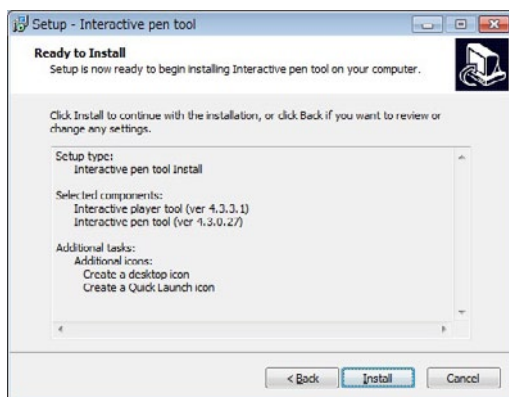 Setup - Interactive pen tool
Ready to Install
Setup is now ready to begin installing Interactive pen tool on your computer.
Click Install to continue with the installation, or click Back if you want to review or
change any settings.
Setup type:
Interactive pen tool Install
Selected components:
Interactive player tool (ver 4.3.3.1)
Interactive pen tool (ver 4.3.0.27)
Additional tasks:
Additional icons:
Create a desktop icon
Create a Quick Launch icon
< Back
Install
Cancel